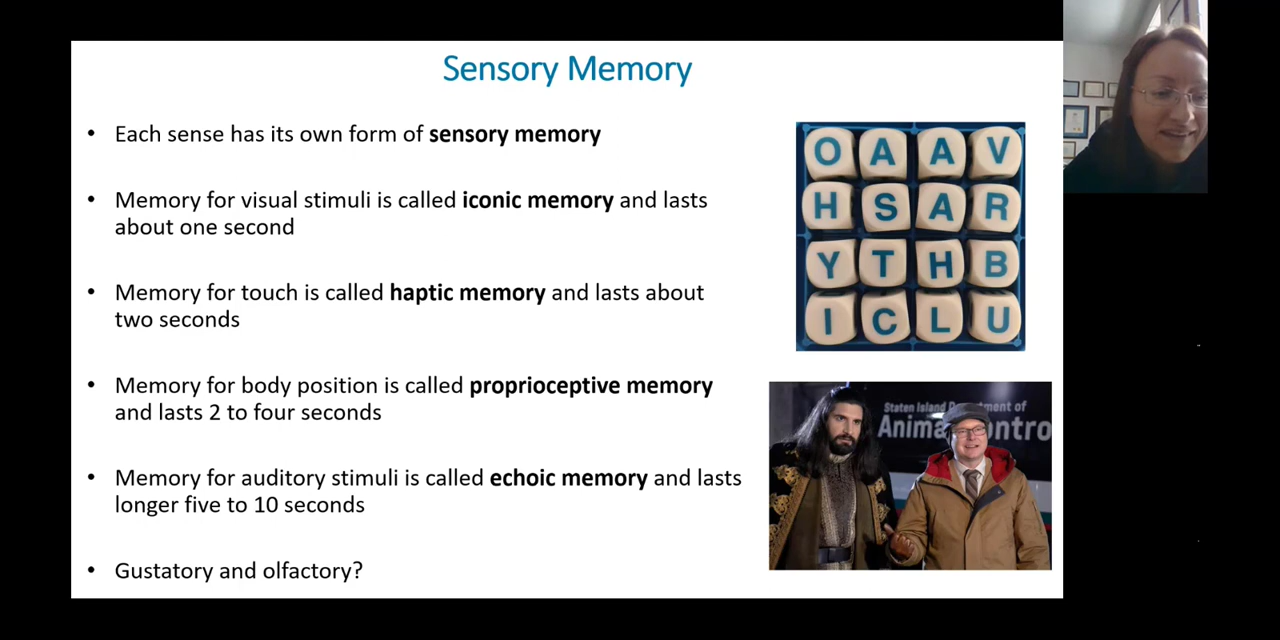 Sensory Memory
• Each sense has its own form of sensory memory
• Memory for visual stimuli is called iconic memory and lasts
about one second
• Memory for touch is called haptic memory and lasts about
two seconds
• Memory for body position is called proprioceptive memory
and lasts 2 to four seconds
• Memory for auditory stimuli is called echoic memory and lasts
longer five to 10 seconds
• Gustatory and olfactory?
O A A V
H S A R
Y T H B
I C L U
Staten Island of